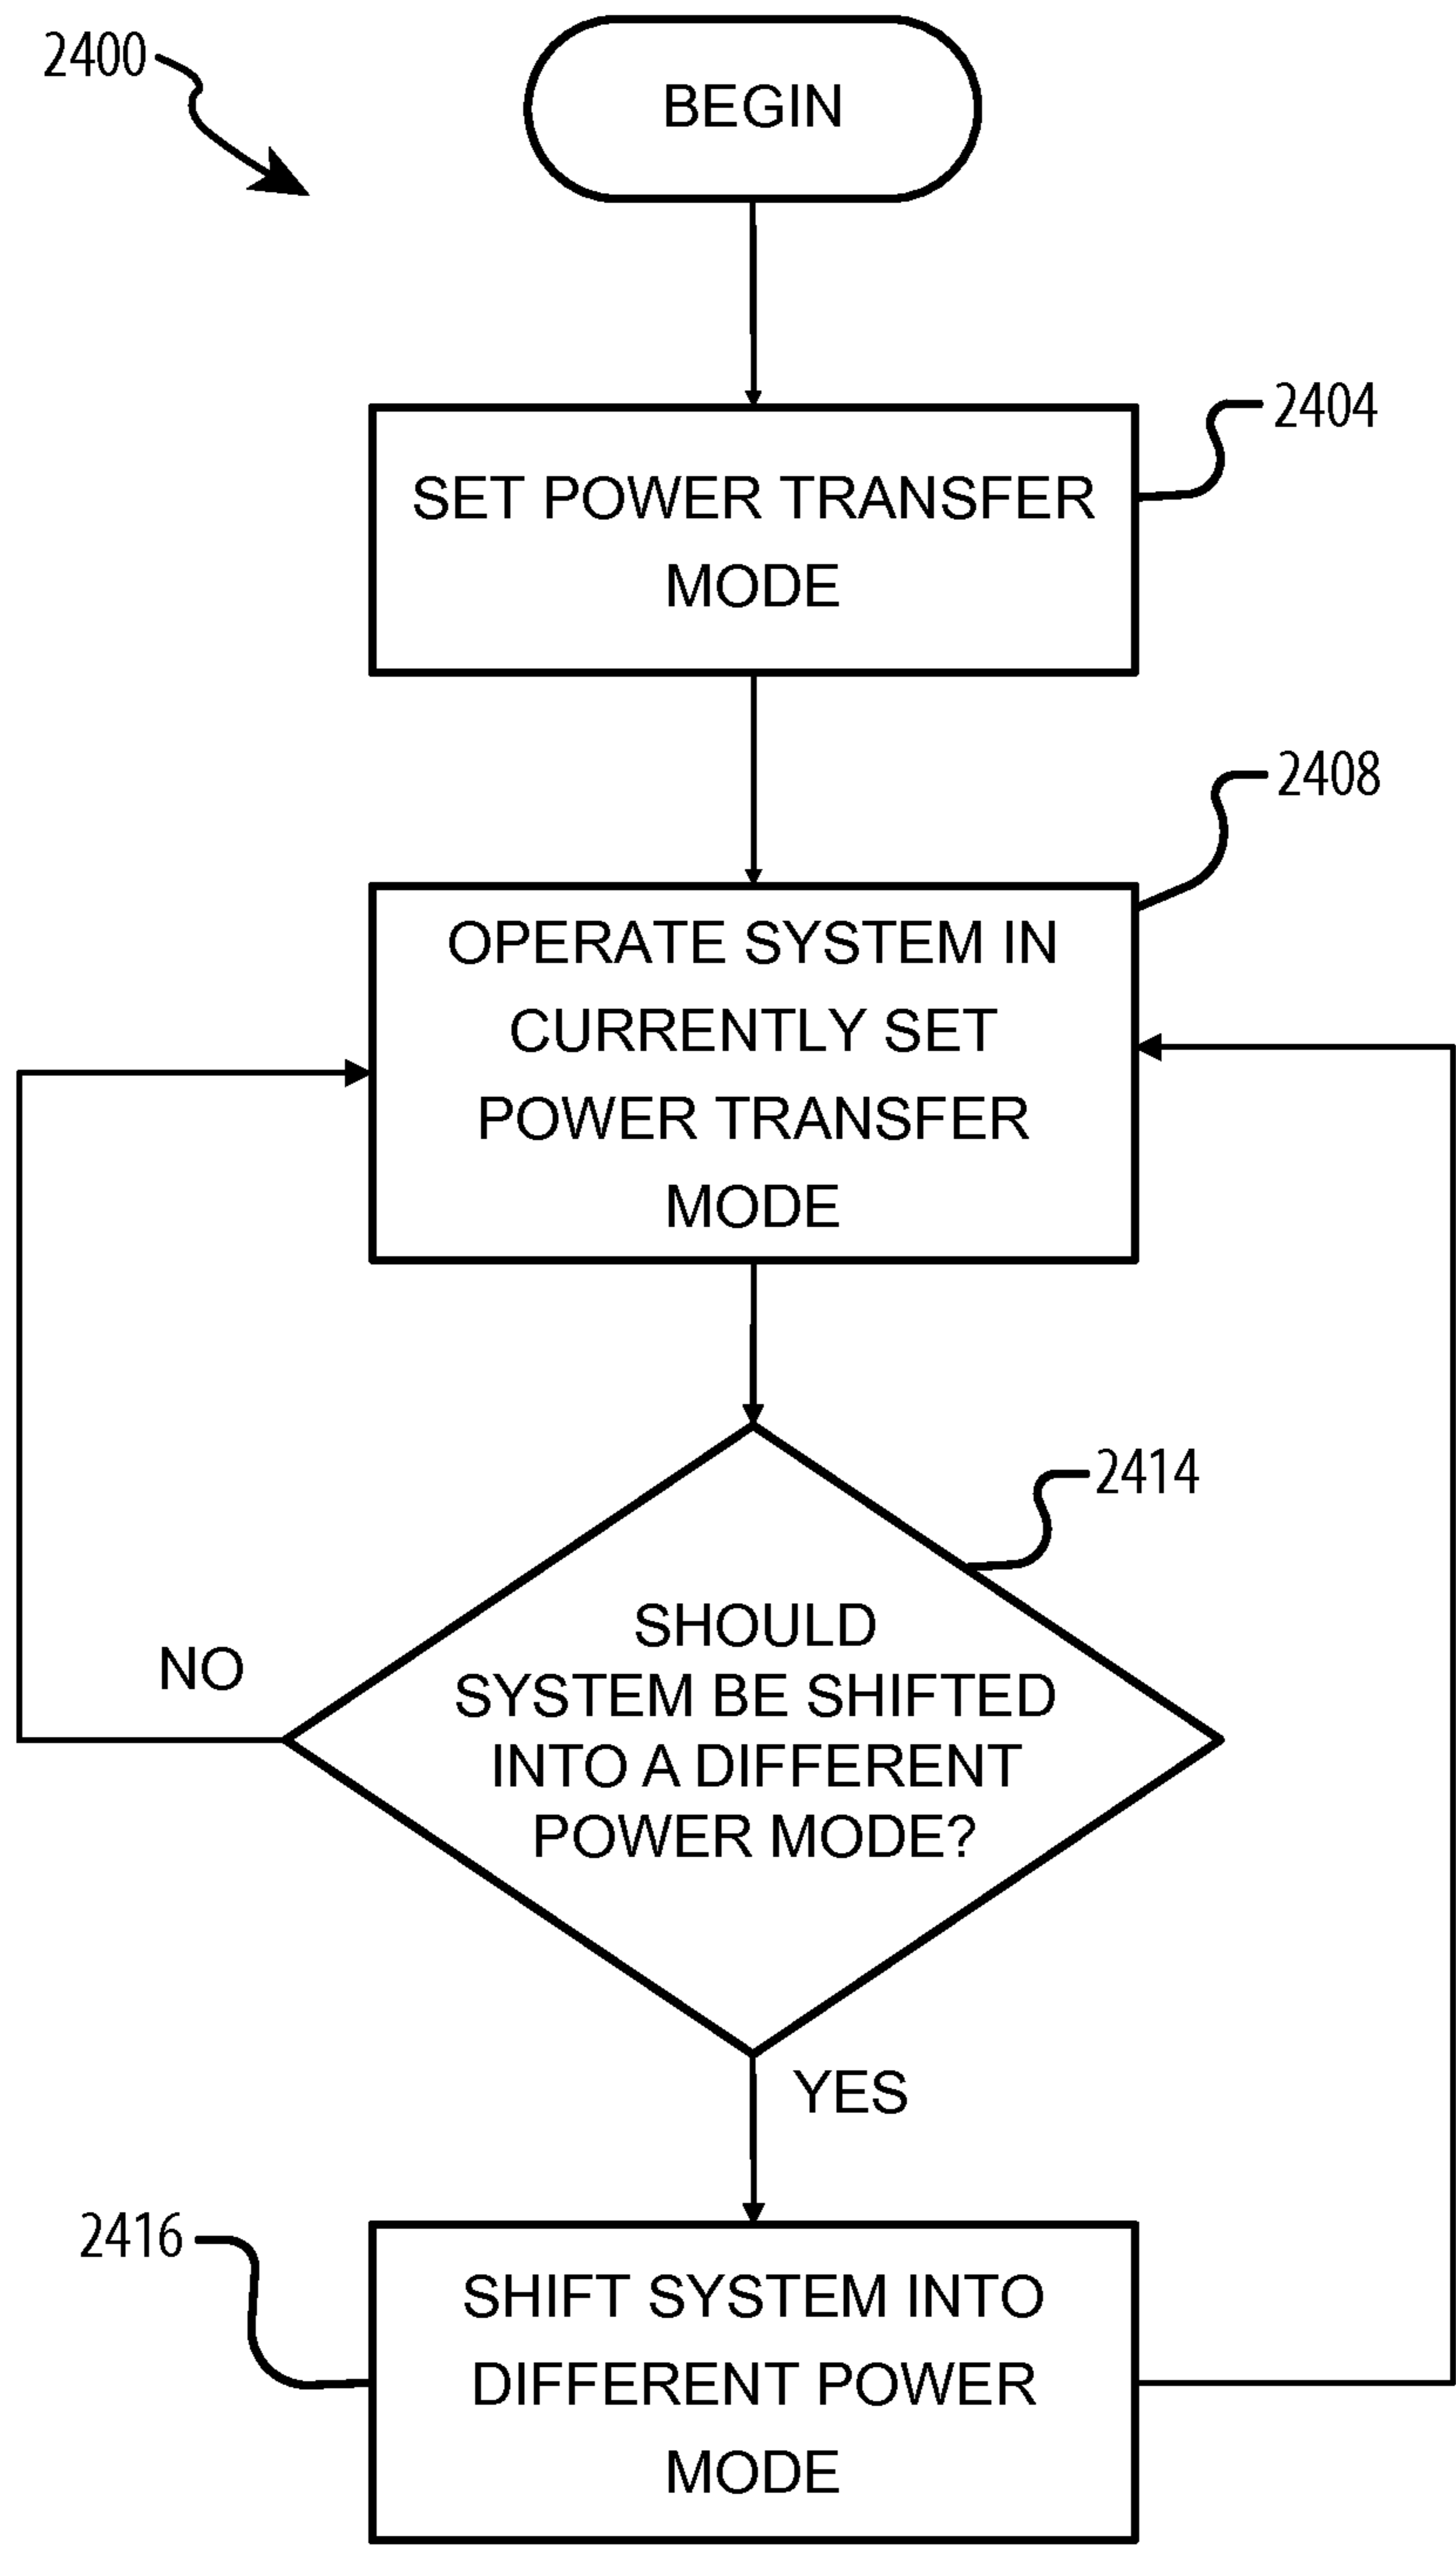 2400
BEGIN
2404
SET POWER TRANSFER
MODE
2408
OPERATE SYSTEM IN
CURRENTLY SET
POWER TRANSFER
MODE
2414
SHOULD
SYSTEM BE SHIFTED
INTO A DIFFERENT
POWER MODE?
NO
YES
2416
SHIFT SYSTEM INTO
DIFFERENT POWER
MODE